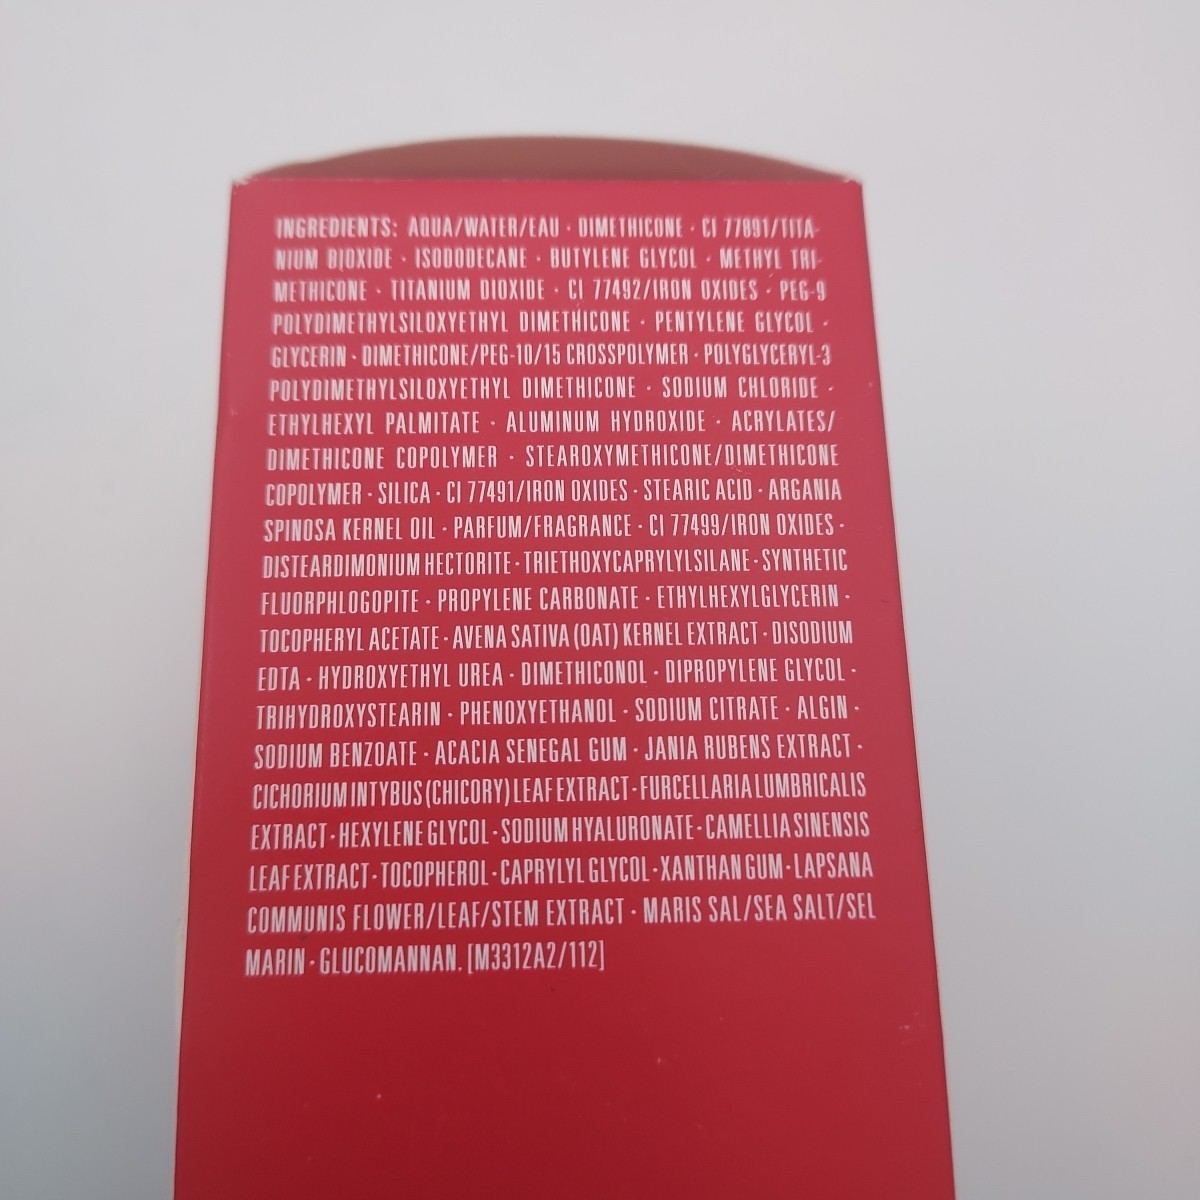 INGREDIENTS: AQUA/WATER/EAU · DIMETHICONE · CI 77891/TITA-
NIUM DIOXIDE · ISODODECANE · BUTYLENE GLYCOL · METHYL TRI-
METHICONE · TITANIUM DIOXIDE · CI 77492/IRON OXIDES · PEG-9
POLYDIMETHYLSILOXYETHYL DIMETHICONE · PENTYLENE GLYCOL ·
GLYCERIN · DIMETHICONE/PEG-10/15 CROSSPOLYMER · POLYGLYCERYL-3
POLYDIMETHYLSILOXYETHYL DIMETHICONE · SODIUM CHLORIDE ·
ETHYLHEXYL PALMITATE · ALUMINUM HYDROXIDE · ACRYLATES/
DIMETHICONE COPOLYMER · STEAROXYMETHICONE/DIMETHICONE
COPOLYMER · SILICA · CI 77491/IRON OXIDES · STEARIC ACID · ARGANIA
SPINOSA KERNEL OIL · PARFUM/FRAGRANCE · CI 77499/IRON OXIDES ·
DISTEARDIMONIUM HECTORITE · TRIETHOXYCAPRYLYLSILANE · SYNTHETIC
FLUORPHLOGOPITE · PROPYLENE CARBONATE · ETHYLHEXYLGLYCERIN ·
TOCOPHERYL ACETATE · AVENA SATIVA (OAT) KERNEL EXTRACT · DISODIUM
EDTA · HYDROXYETHYL UREA · DIMETHICONOL · DIPROPYLENE GLYCOL ·
TRIHYDROXYSTEARIN · PHENOXYETHANOL · SODIUM CITRATE · ALGIN ·
SODIUM BENZOATE · ACACIA SENEGAL GUM · JANIA RUBENS EXTRACT ·
CICHORIUM INTYBUS (CHICORY) LEAF EXTRACT · FURCELLARIA LUMBRICALIS
EXTRACT · HEXYLENE GLYCOL · SODIUM HYALURONATE · CAMELLIA SINENSIS
LEAF EXTRACT · TOCOPHEROL · CAPRYLYL GLYCOL · XANTHAN GUM · LAPSANA
COMMUNIS FLOWER/LEAF/STEM EXTRACT · MARIS SAL/SEA SALT/SEL
MARIN · GLUCOMANNAN. [M3312A2/112]